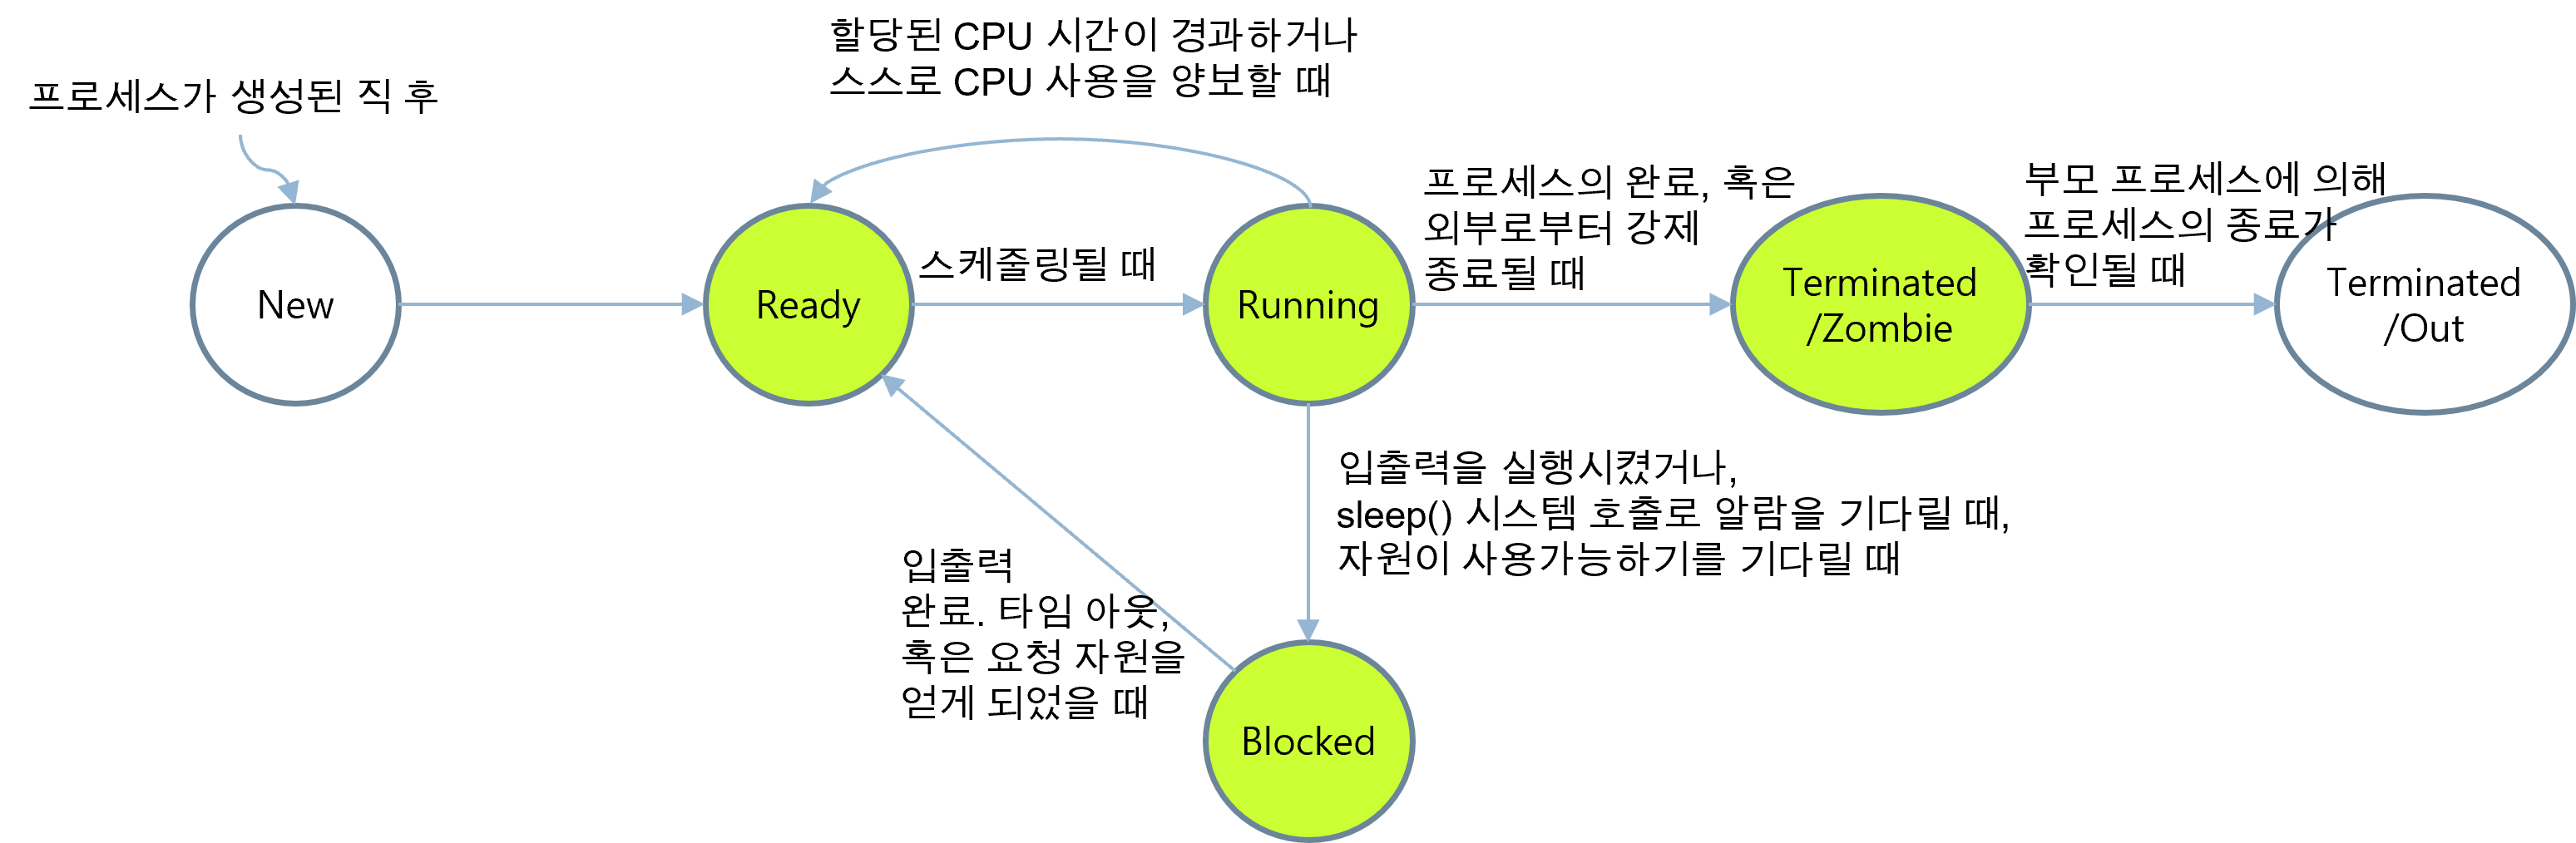 할당된 CPU 시간이 경과하거나
스스로 CPU 사용을 양보할 때
프로세스가 생성된 직 후
프로세스의 완료, 혹은
외부로부터 강제
종료될 때
부모 프로세스에 의해
프로세스의 종료가
확인될 때
스케줄링될 때
New
Ready
Running
Terminated
/Zombie
Terminated
/Out
입출력을 실행시켰거나,
sleep() 시스템 호출로 알람을 기다릴 때,
자원이 사용가능하기를 기다릴 때
입출력
완료. 타임 아웃,
혹은 요청 자원을
얻게 되었을 때
Blocked